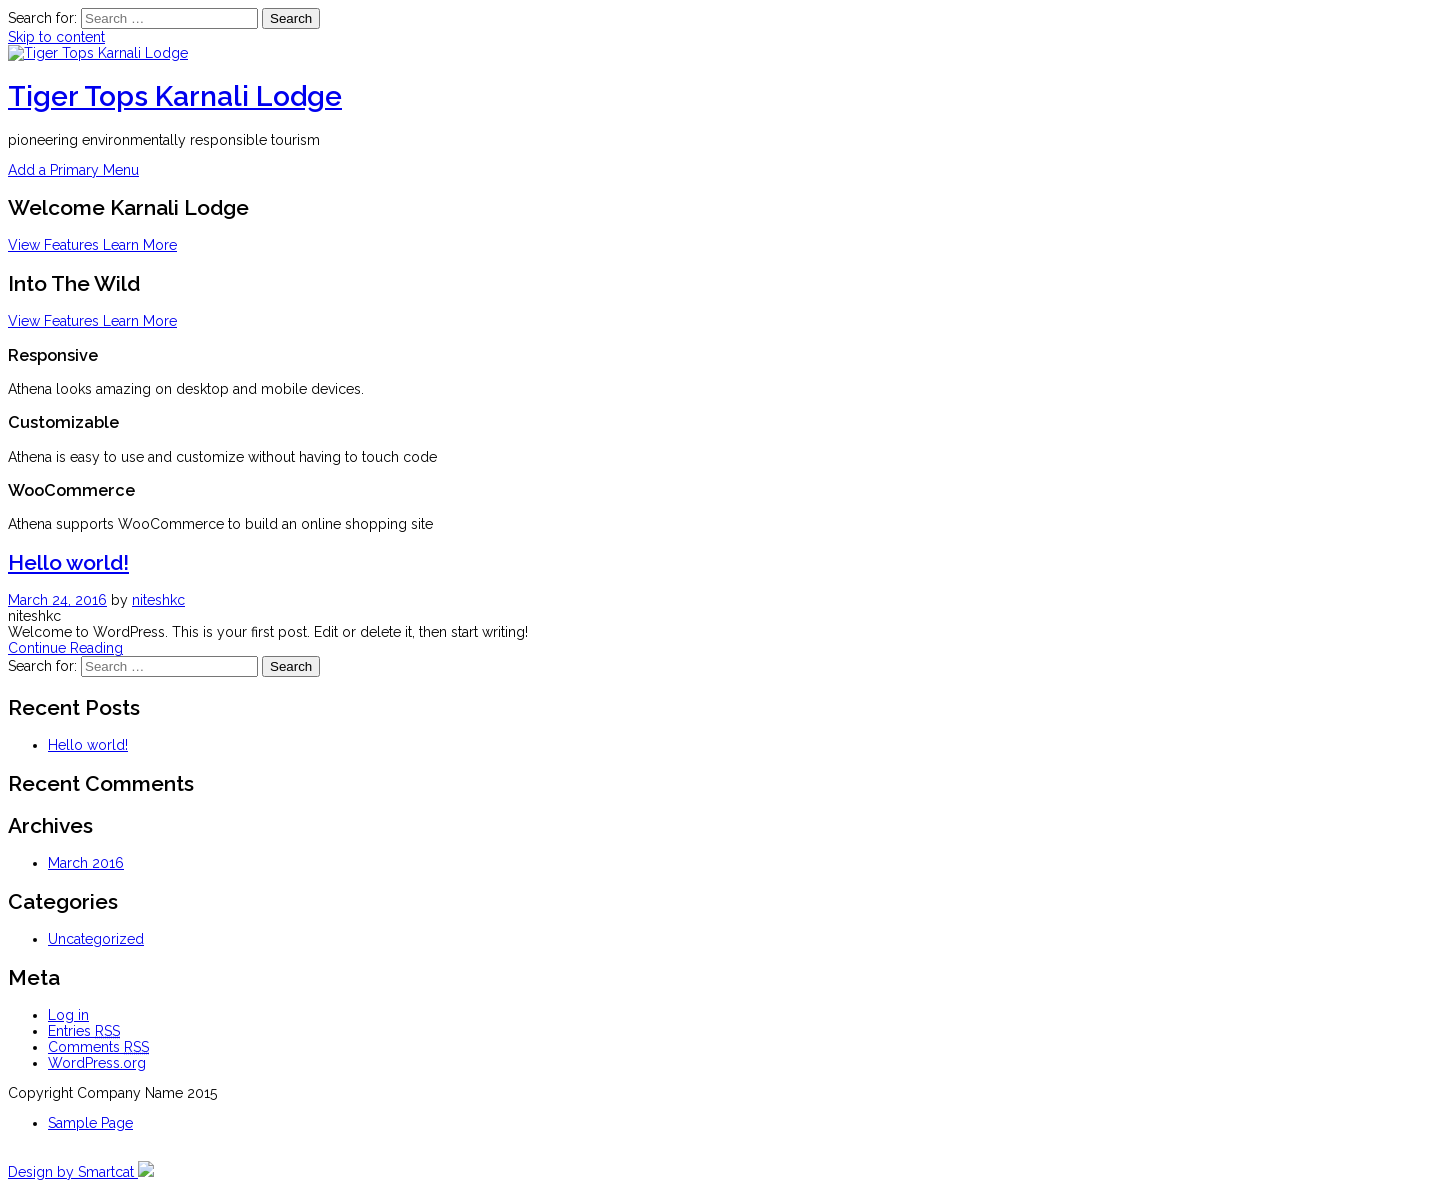 Search for: Search … Search
Skip to content
Tiger Tops Karnali Lodge
Tiger Tops Karnali Lodge
pioneering environmentally responsible tourism
Add a Primary Menu
Welcome Karnali Lodge
View Features Learn More
Into The Wild
View Features Learn More
Responsive
Athena looks amazing on desktop and mobile devices.
Customizable
Athena is easy to use and customize without having to touch code
WooCommerce
Athena supports WooCommerce to build an online shopping site
Hello world!
March 24, 2016 by niteshkc
niteshkc
Welcome to WordPress. This is your first post. Edit or delete it, then start writing!
Continue Reading
Search for: Search … Search
Recent Posts
Hello world!
Recent Comments
Archives
March 2016
Categories
Uncategorized
Meta
Log in
Entries RSS
Comments RSS
WordPress.org
Copyright Company Name 2015
Sample Page
Design by Smartcat